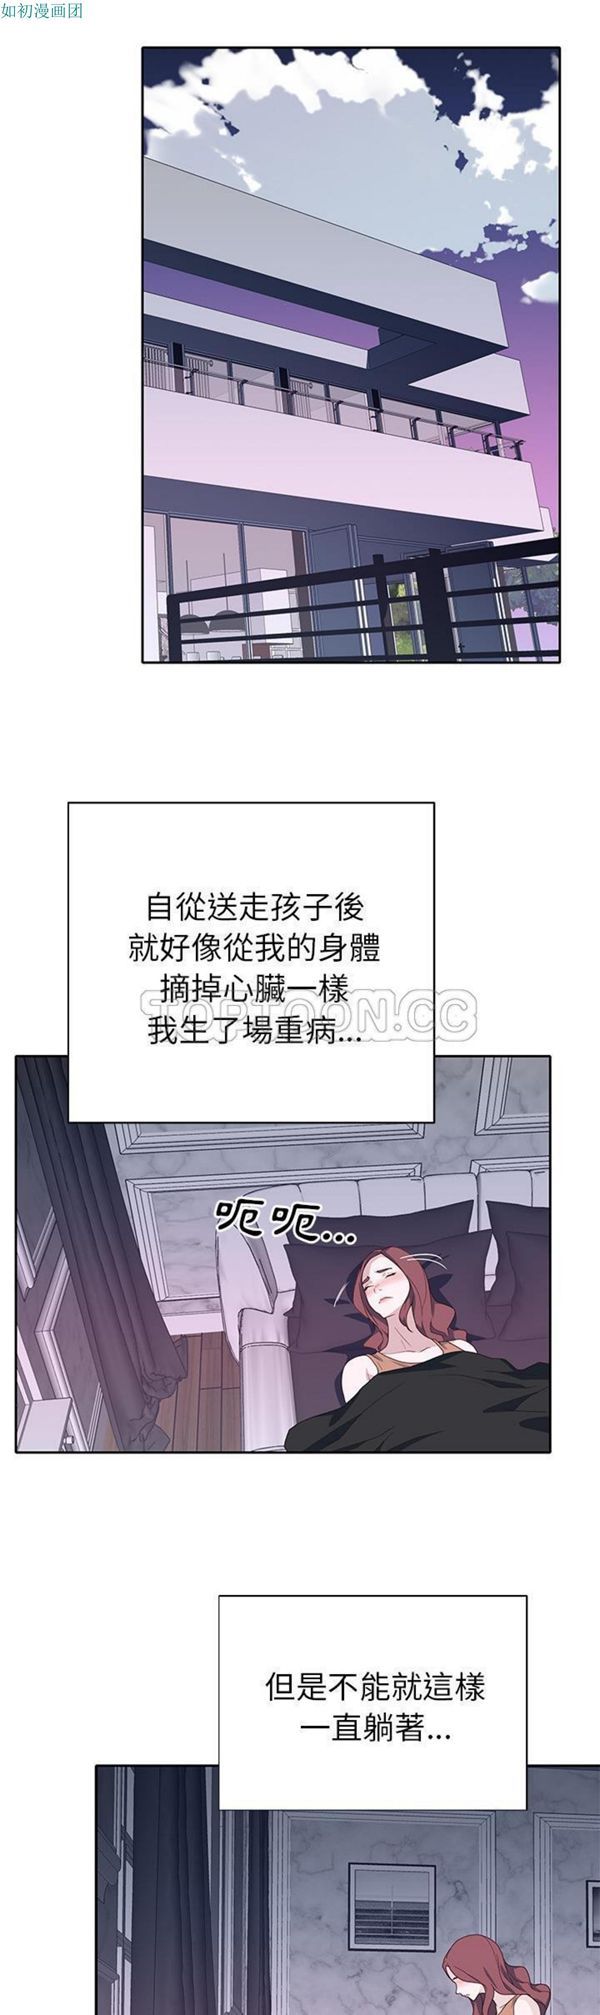 如初漫画团
自從送走孩子後
就好像從我的身體
摘掉心臟一樣
TOPTOON.CC
我生了場重病...
呃呃...
但是不能就這樣
一直躺著...